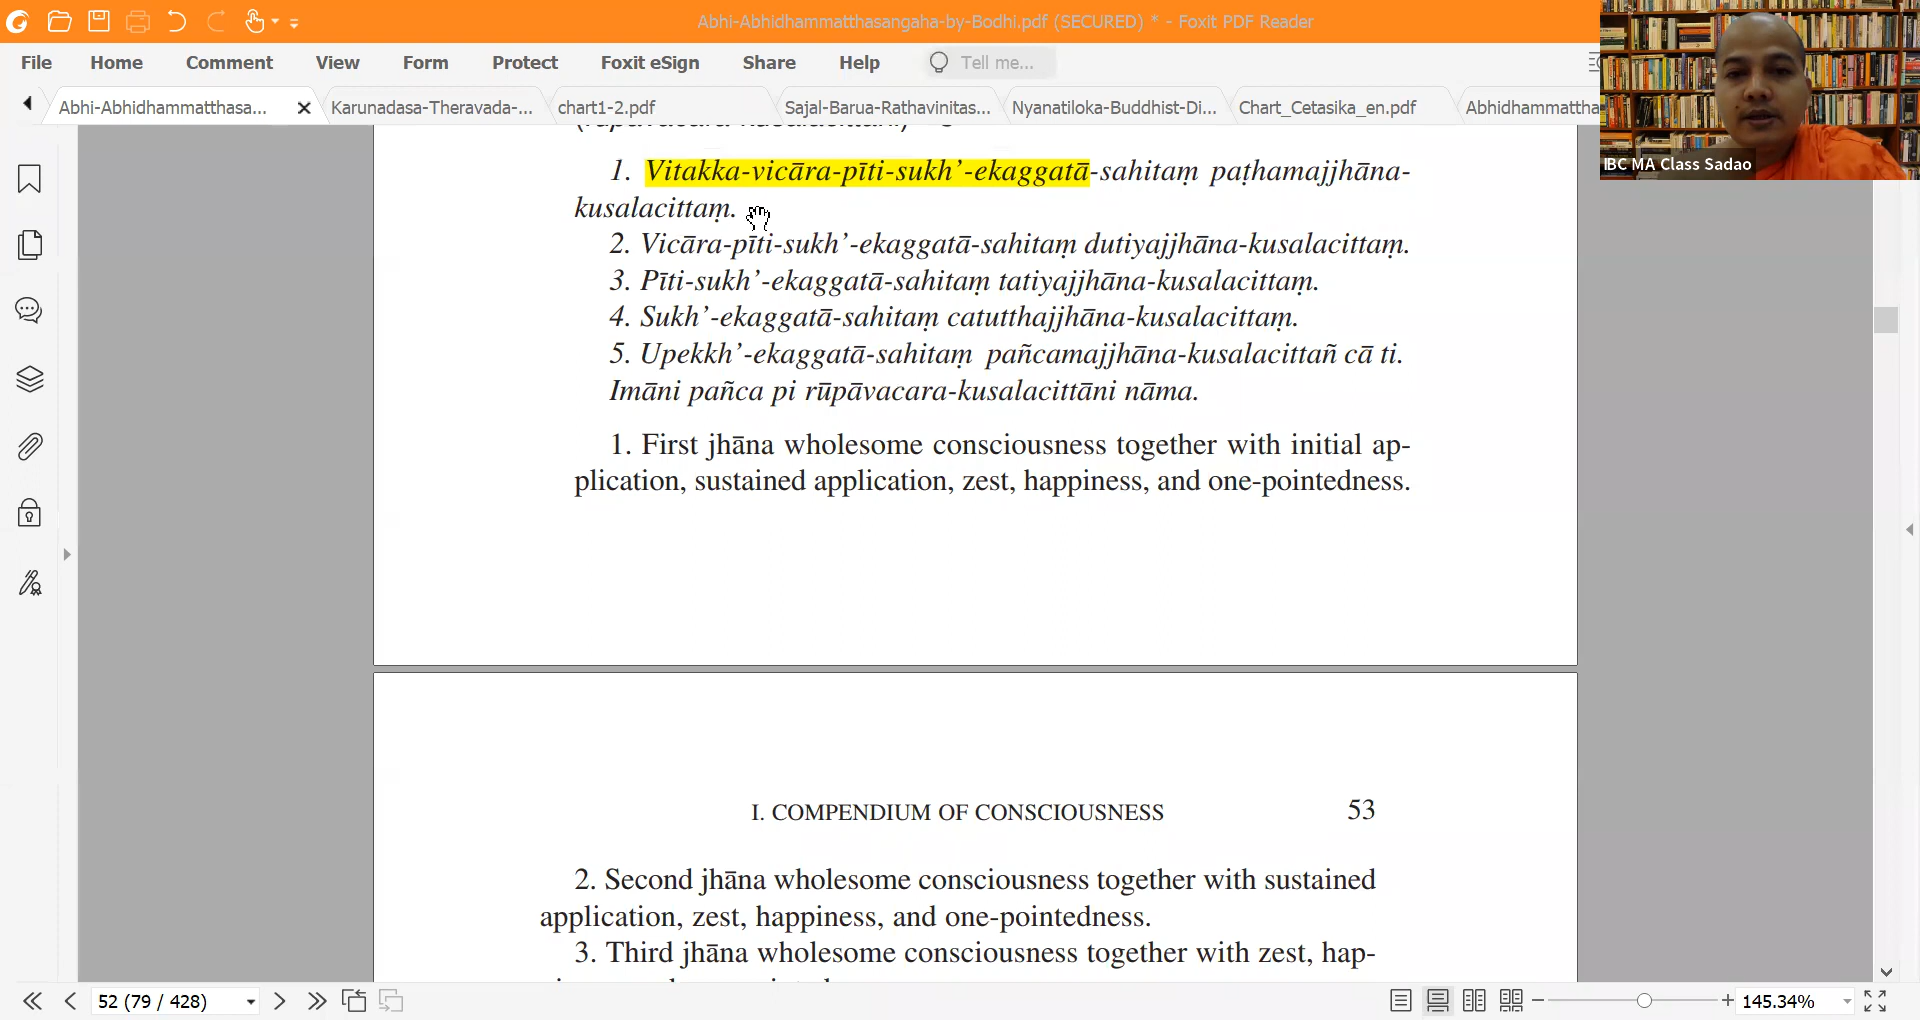 Abhi-Abhidhammatthasangaha-by-Bodhi.pdf (SECURED) * - Foxit PDF Reader
File Home Comment View Form Protect Foxit eSign Share Help Tell me...
Abhi-Abhidhammatthasa... Karunadasa-Theravada-... chart1-2.pdf Sajal-Barua-Rathavinitas... Nyanatiloka-Buddhist-Di... Chart_Cetasika_en.pdf Abhidhammattha
IBC MA Class Sadao
1. Vitakka-vicāra-pīti-sukh’-ekaggatā-sahitaṃ paṭhamajjhāna-
kusalacittaṃ.
2. Vicāra-pīti-sukh’-ekaggatā-sahitaṃ dutiyajjhāna-kusalacittaṃ.
3. Pīti-sukh’-ekaggatā-sahitaṃ tatiyajjhāna-kusalacittaṃ.
4. Sukh’-ekaggatā-sahitaṃ catutthajjhāna-kusalacittaṃ.
5. Upekkh’-ekaggatā-sahitaṃ pañcamajjhāna-kusalacittañ cā ti.
Imāni pañca pi rūpāvacara-kusalacittāni nāma.
1. First jhāna wholesome consciousness together with initial ap-
plication, sustained application, zest, happiness, and one-pointedness.
I. COMPENDIUM OF CONSCIOUSNESS 53
2. Second jhāna wholesome consciousness together with sustained
application, zest, happiness, and one-pointedness.
3. Third jhāna wholesome consciousness together with zest, hap-
52 (79 / 428) 145.34%